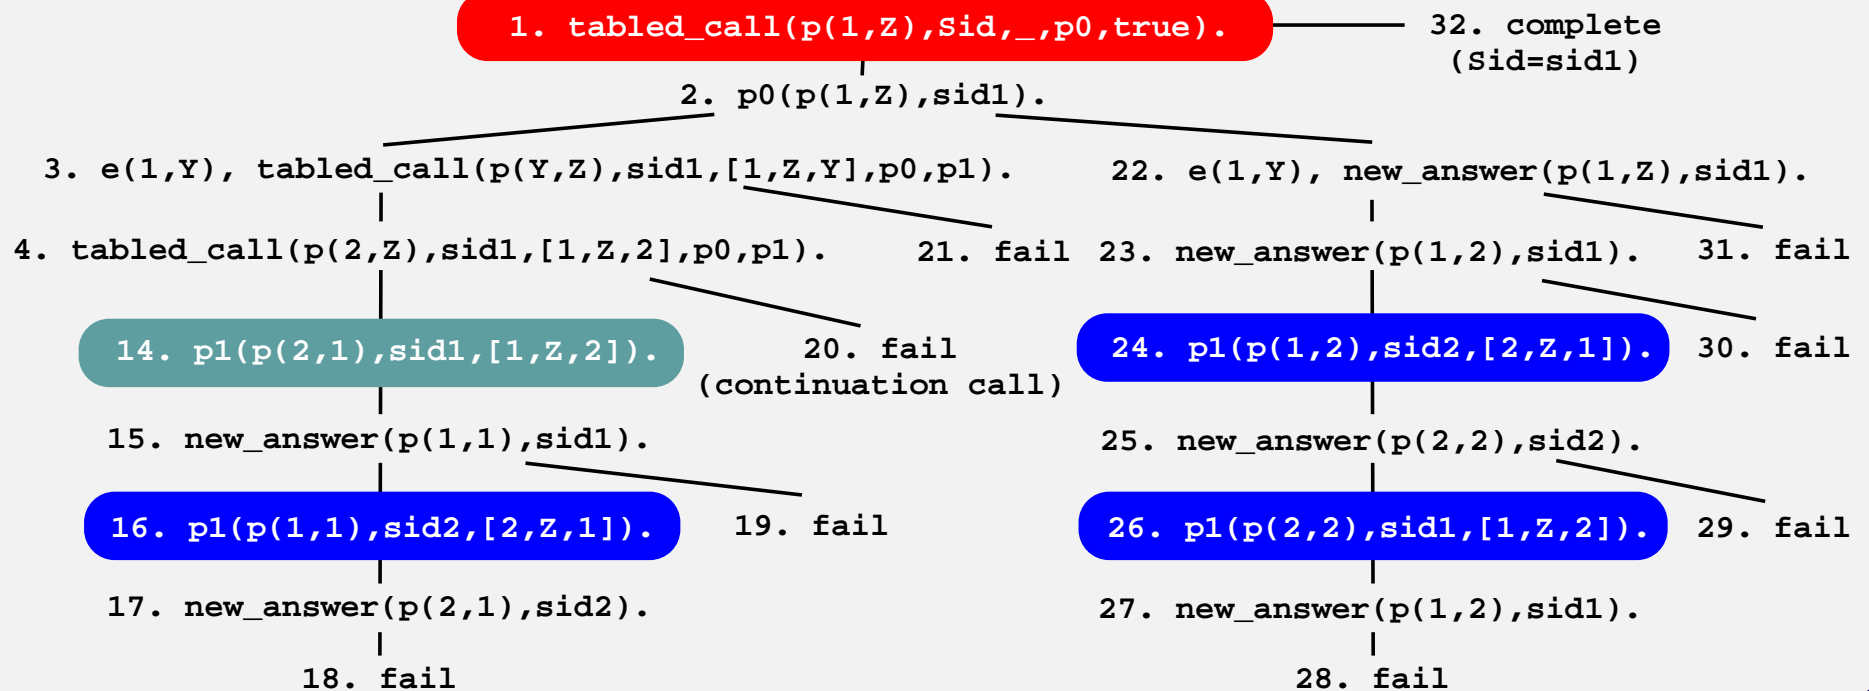 1. tabled_call(p(1,Z),Sid,_,p0,true).
32. complete
(Sid=sid1)
2. p0(p(1,Z),sid1).
3. e(1,Y), tabled_call(p(Y,Z),sid1,[1,Z,Y],p0,p1).
22. e(1,Y), new_answer(p(1,Z),sid1).
4. tabled_call(p(2,Z),sid1,[1,Z,2],p0,p1).
21. fail
23. new_answer(p(1,2),sid1).
31. fail
14. p1(p(2,1),sid1,[1,Z,2]).
20. fail
(continuation call)
24. p1(p(1,2),sid2,[2,Z,1]).
30. fail
15. new_answer(p(1,1),sid1).
25. new_answer(p(2,2),sid2).
16. p1(p(1,1),sid2,[2,Z,1]).
19. fail
26. p1(p(2,2),sid1,[1,Z,2]).
29. fail
17. new_answer(p(2,1),sid2).
27. new_answer(p(1,2),sid1).
18. fail
28. fail